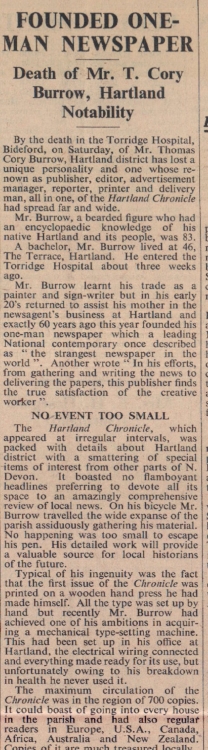 FOUNDED ONE-
MAN NEWSPAPER
Death of Mr. T. Cory
Burrow, Hartland
Notability
By the death in the Torridge Hospital,
Bideford, on Saturday, of Mr. Thomas
Cory Burrow, Hartland district has lost a
unique personality and one whose re-
nown as publisher, editor, advertisement
manager, reporter, printer and delivery
man, all in one, of the Hartland Chronicle
had spread far and wide.
Mr. Burrow, a bearded figure who had
an encyclopaedic knowledge of his
native Hartland and its people, was 83.
A bachelor, Mr. Burrow lived at 46,
The Terrace, Hartland. He entered the
Torridge Hospital about three weeks
ago.
Mr. Burrow learnt his trade as a
painter and sign-writer but in his early
20's returned to assist his mother in the
newsagent's business at Hartland and
exactly 60 years ago this year founded his
one-man newspaper which a leading
National contemporary once described
as " the strangest newspaper in the
world ". Another wrote " In his efforts,
from gathering and writing the news to
delivering the papers, this publisher finds
the true satisfaction of the creative
worker ".
NO EVENT TOO SMALL
The Hartland Chronicle, which
appeared at irregular intervals, was
packed with details about Hartland
district with a smattering of special
items of interest from other parts of N.
Devon. It boasted no flamboyant
headlines preferring to devote all its
space to an amazingly comprehensive
review of local news. On his bicycle Mr.
Burrow travelled the wide expanse of the
parish assiduously gathering his material.
No happening was too small to escape
his pen. His detailed work will provide
a valuable source for local historians
of the future.
Typical of his ingenuity was the fact
that the first issue of the Chronicle was
printed on a wooden hand press he had
made himself. All the type was set up by
hand but recently Mr. Burrow had
achieved one of his ambitions in acquir-
ing a mechanical type-setting machine.
This had been set up in his office at
Hartland, the electrical wiring connected
and everything made ready for its use, but
unfortunately owing to his breakdown
in health he never used it.
The maximum circulation of the
Chronicle was in the region of 700 copies.
It could boast of going into every house
in the parish and had also regular
readers in Europe, U.S.A., Canada,
Africa, Australia and New Zealand.
Copies of it are much treasured locally.